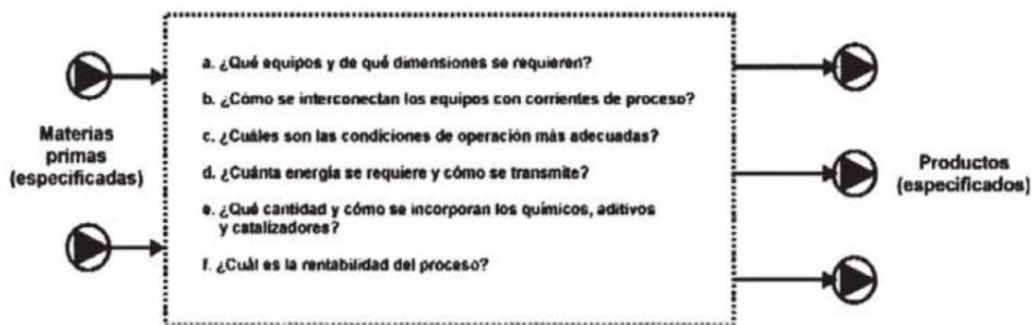 a. ¿Qué equipos y de qué dimensiones se requieren?
b. ¿Cómo se interconectan los equipos con corrientes de proceso?
c. ¿Cuáles son las condiciones de operación más adecuadas?
d. ¿Cuánta energía se requiere y cómo se transmite?
e. ¿Qué cantidad y cómo se incorporan los químicos, aditivos
y catalizadores?
f. ¿Cuál es la rentabilidad del proceso?
Materias
primas
(especificadas)
Productos
(especificados)